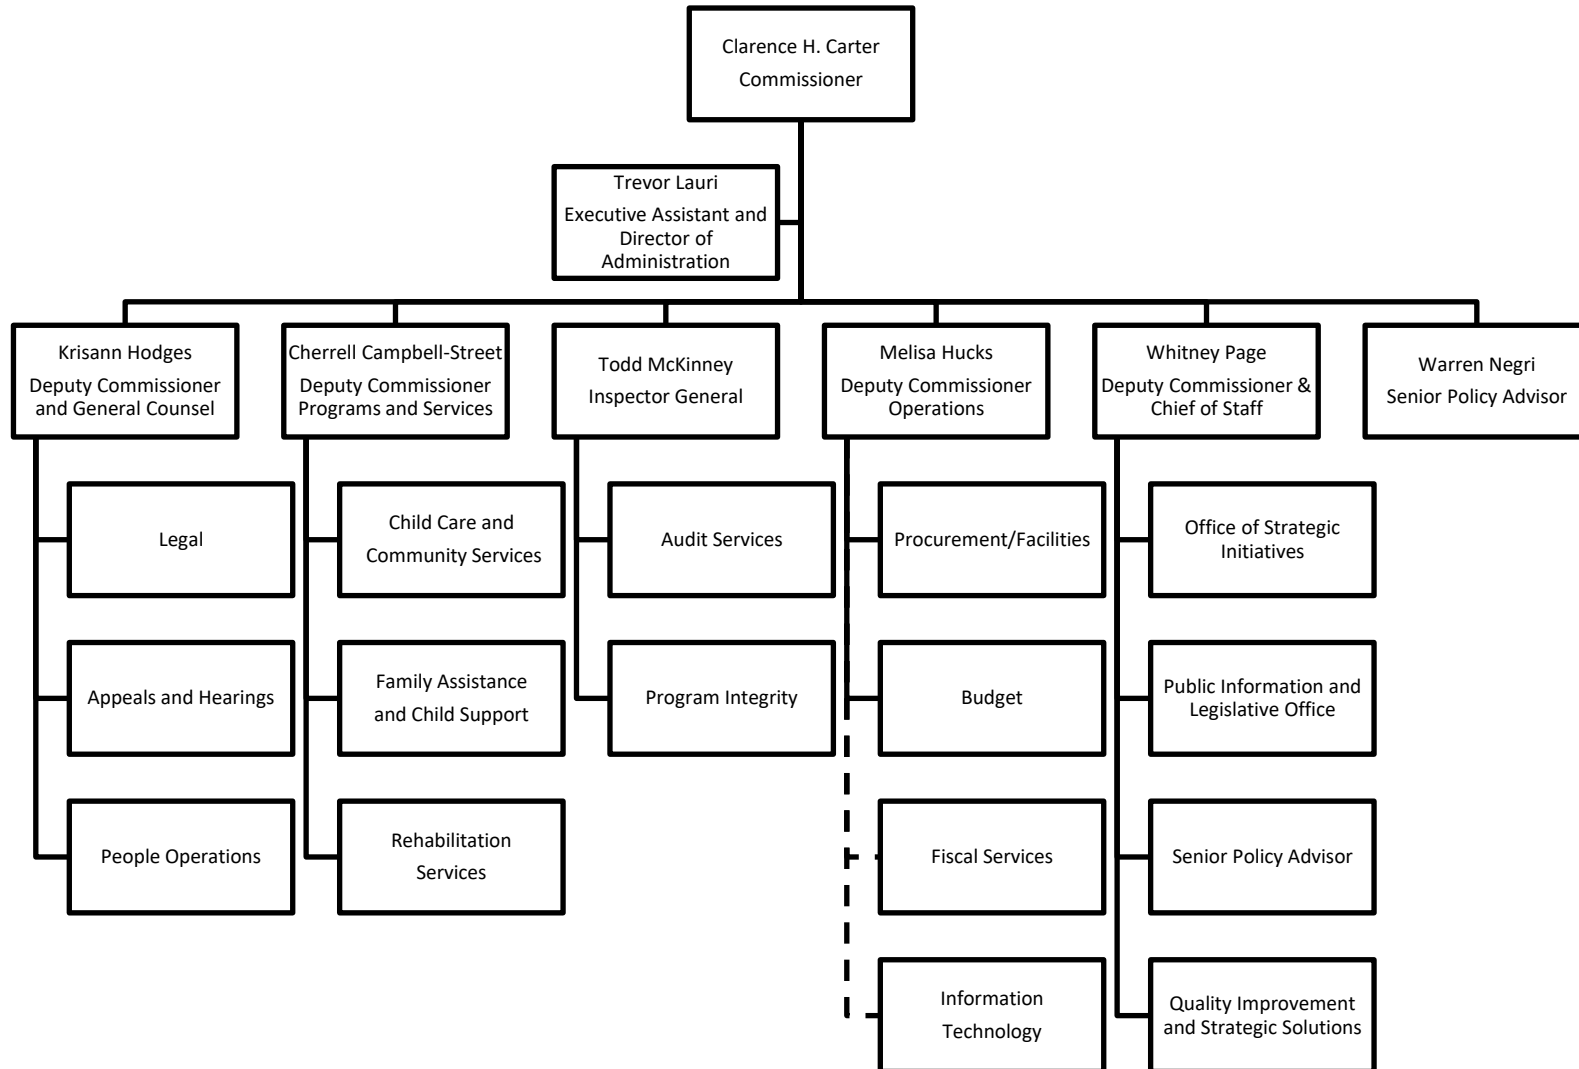 Clarence H. Carter
Commissioner
Trevor Lauri
Executive Assistant and
Director of
Administration
Krisann Hodges
Deputy Commissioner
and General Counsel
Cherrell Campbell-Street
Deputy Commissioner
Programs and Services
Todd McKinney
Inspector General
Melisa Hucks
Deputy Commissioner
Operations
Whitney Page
Deputy Commissioner &
Chief of Staff
Warren Negri
Senior Policy Advisor
Legal
Appeals and Hearings
People Operations
Child Care and
Community Services
Family Assistance
and Child Support
Rehabilitation
Services
Audit Services
Program Integrity
Procurement/Facilities
Budget
Fiscal Services
Information
Technology
Office of Strategic
Initiatives
Public Information and
Legislative Office
Senior Policy Advisor
Quality Improvement
and Strategic Solutions